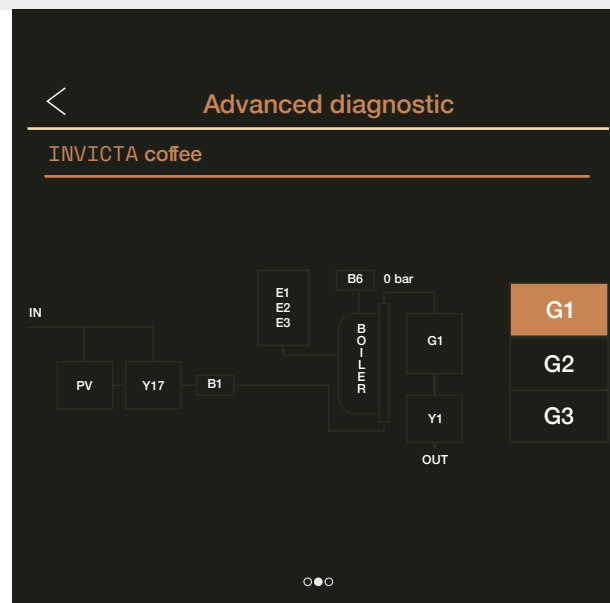 Advanced diagnostic
INVICTA coffee
B6 0 bar
E1
E2
E3
IN
BOILER
G1
G1
G2
G3
PV
Y17
B1
Y1
OUT